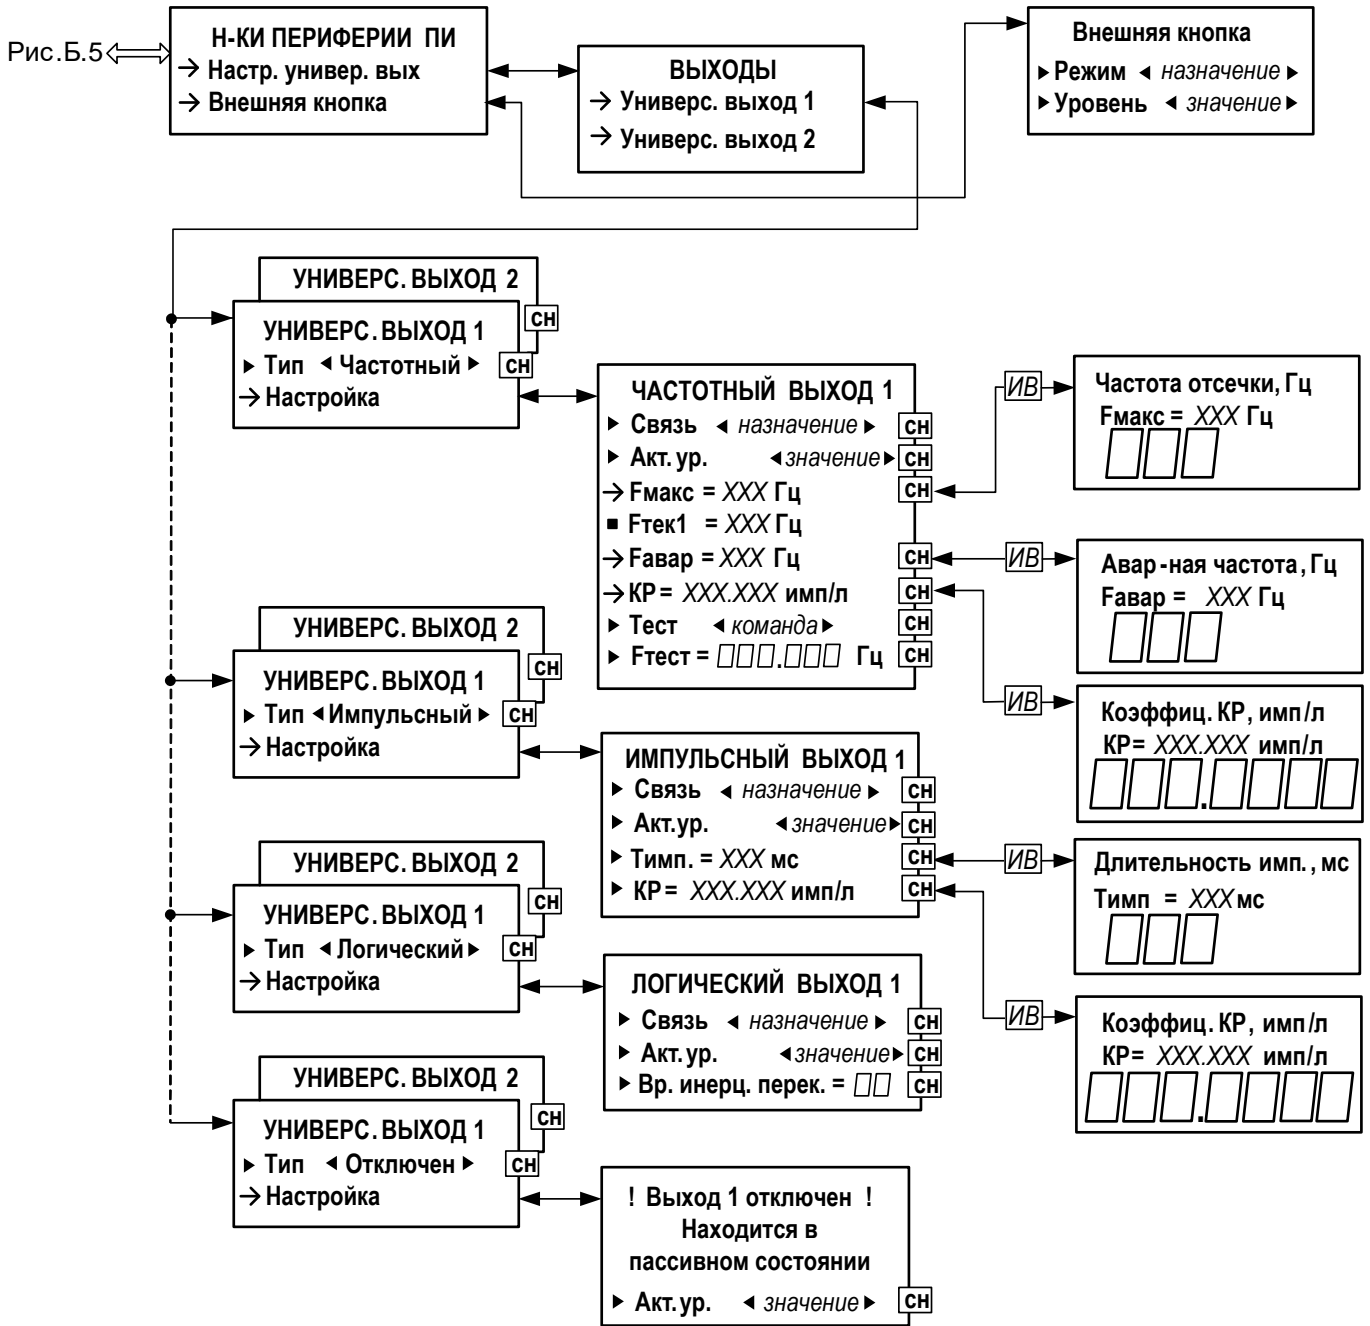 Рис.Б.5
Н-КИ ПЕРИФЕРИИ ПИ
→ Настр. универ. вых
→ Внешняя кнопка
ВЫХОДЫ
→ Универс. выход 1
→ Универс. выход 2
Внешняя кнопка
▶ Режим ◀ назначение ▶
▶ Уровень ◀ значение ▶
УНИВЕРС. ВЫХОД 2
СН
УНИВЕРС. ВЫХОД 1
▶ Тип ◀ Частотный ▶ СН
→ Настройка
ЧАСТОТНЫЙ ВЫХОД 1
▶ Связь ◀ назначение ▶ СН
▶ Акт. ур. ◀ значение ▶ СН
→ Fмакс = XXX Гц СН
■ Fтек1 = XXX Гц
→ Fавар = XXX Гц СН
→ КР = XXX.XXX имп/л СН
▶ Тест ◀ команда ▶ СН
▶ Fтест = . Гц СН
ИВ
Частота отсечки, Гц
Fмакс = XXX Гц
ИВ
Авар -ная частота, Гц
Fавар = XXX Гц
ИВ
Коэффиц. КР, имп/л
КР= XXX.XXX имп/л
.
УНИВЕРС. ВЫХОД 2
СН
УНИВЕРС. ВЫХОД 1
▶ Тип ◀ Импульсный ▶ СН
→ Настройка
ИМПУЛЬСНЫЙ ВЫХОД 1
▶ Связь ◀ назначение ▶ СН
▶ Акт.ур. ◀ значение ▶ СН
▶ Тимп. = XXX мс СН
▶ КР= XXX.XXX имп/л СН
ИВ
Длительность имп., мс
Тимп = XXX мс
ИВ
Коэффиц. КР, имп/л
КР= XXX.XXX имп/л
.
УНИВЕРС. ВЫХОД 2
СН
УНИВЕРС. ВЫХОД 1
▶ Тип ◀ Логический ▶ СН
→ Настройка
ЛОГИЧЕСКИЙ ВЫХОД 1
▶ Связь ◀ назначение ▶ СН
▶ Акт. ур. ◀ значение ▶ СН
▶ Вр. инерц. перек. = СН
УНИВЕРС. ВЫХОД 2
СН
УНИВЕРС. ВЫХОД 1
▶ Тип ◀ Отключен ▶ СН
→ Настройка
! Выход 1 отключен !
Находится в
пассивном состоянии
▶ Акт. ур. ◀ значение ▶ СН